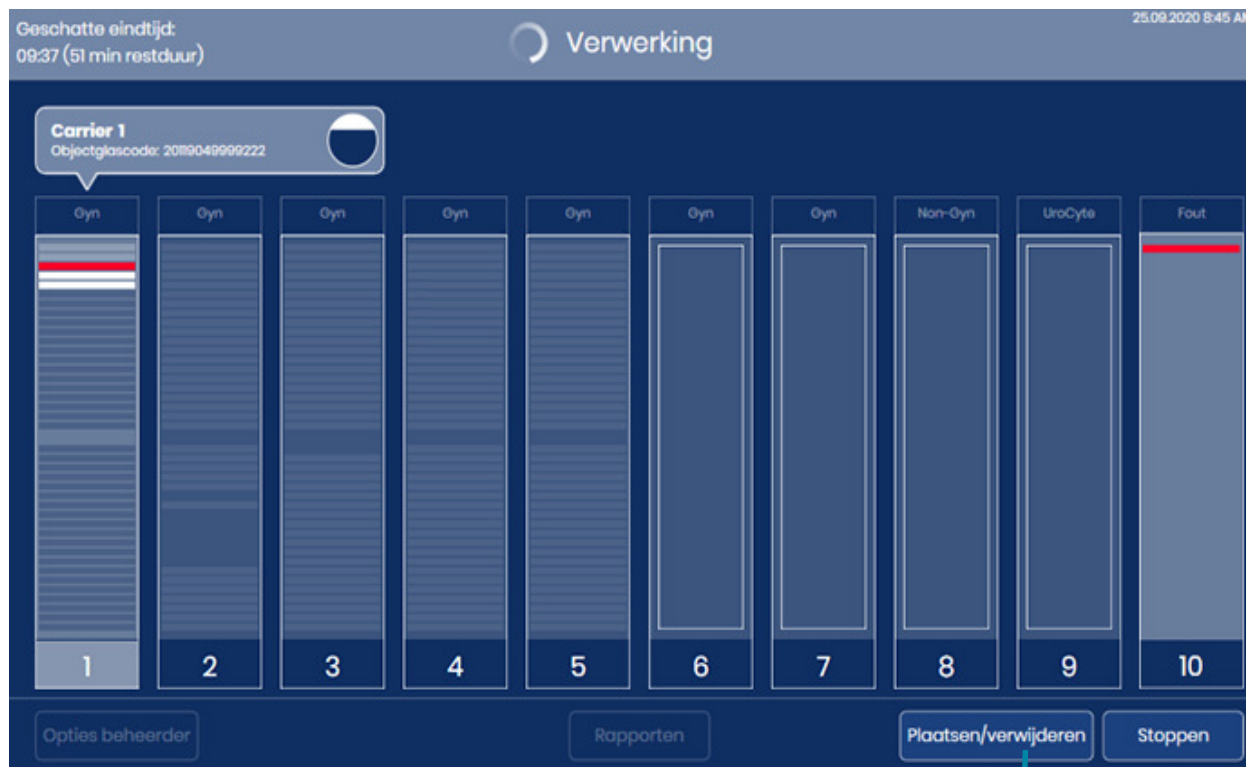 Geschatte eindtijd:
09:37 (51 min restduur)
Verwerking
25.09.2020 8:45 AM
Carrier 1
Objectglascode: 20119049999222
Gyn Gyn Gyn Gyn Gyn Gyn Gyn Non-Gyn UroCyte Fout
1 2 3 4 5 6 7 8 9 10
Opties beheerder Rapporten Plaatsen/verwijderen Stoppen